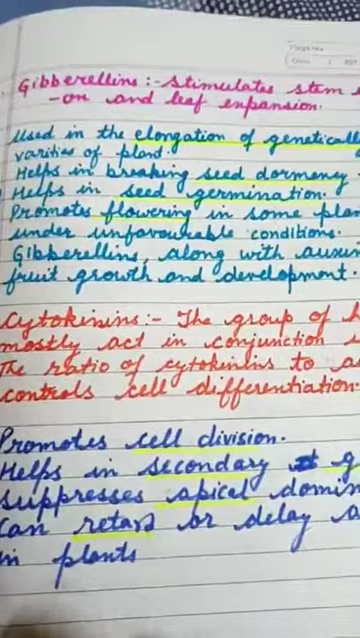 Page No.
Date
Gibberellins :- Stimulates stem
-on and leaf expansion.
Used in the elongation of genetically
varities of plant.
Helps in breaking seed dormancy
Helps in seed germination.
Promotes flowering in some
under unfavourable conditions.
Gibberellins, along with
fruit growth and development.
Cytokinins :- The group of
mostly act in conjunction
The ratio of cytokinins to
controls cell differentiation
Promotes cell division.
Helps in secondary
suppresses apical
can retard or delay
in plants